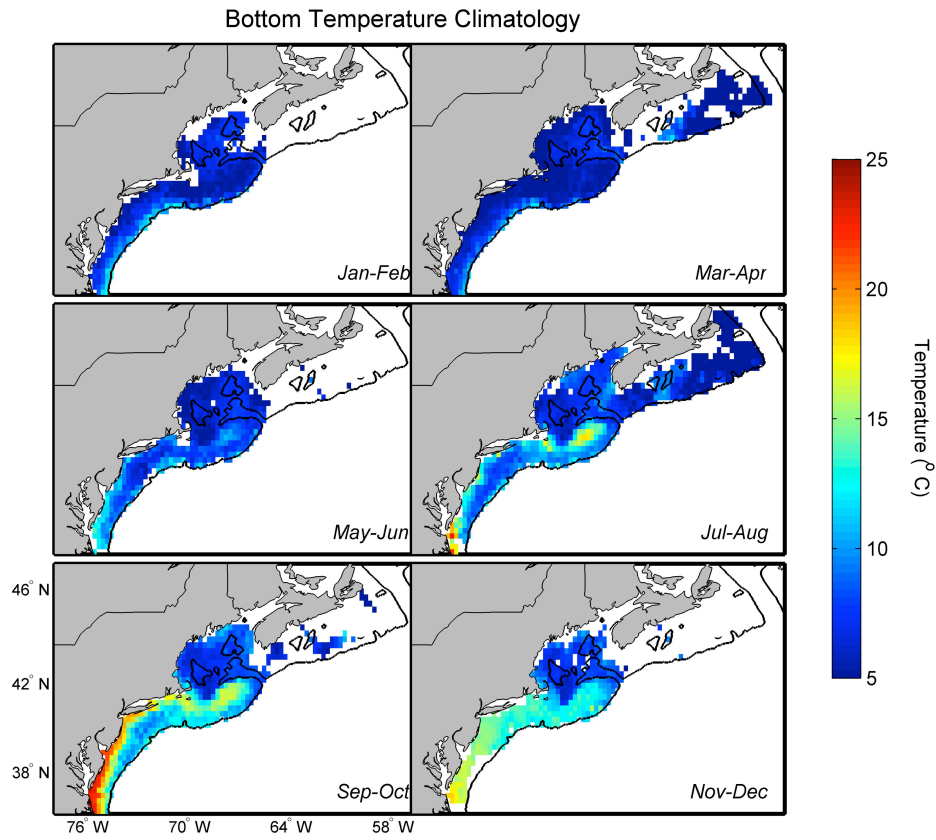 Bottom Temperature Climatology
Jan-Feb
Mar-Apr
May-Jun
Jul-Aug
Sep-Oct
Nov-Dec
46° N
42° N
38° N
76° W 70° W 64° W 58° W
25
20
15
10
5
Temperature (° C)